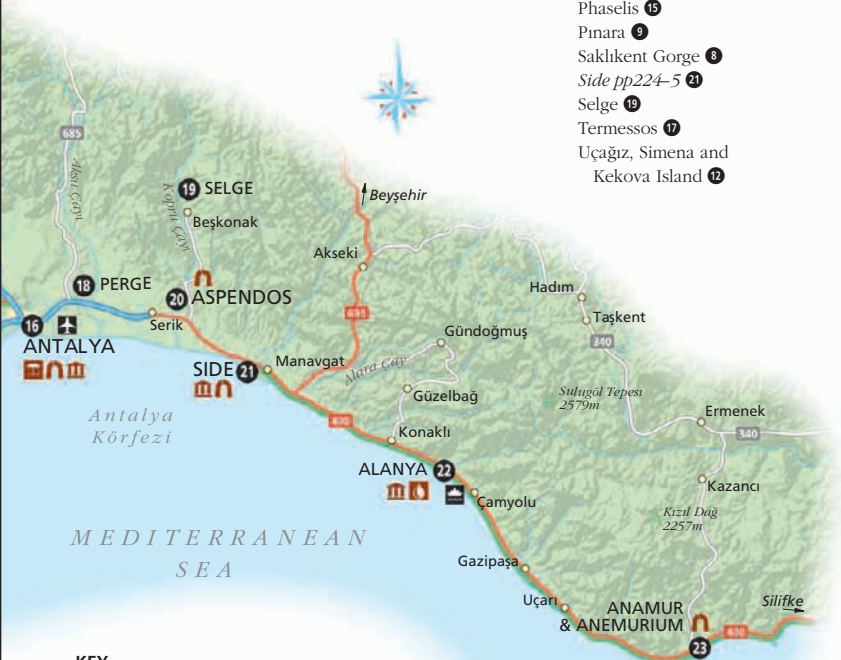 Phaselis 15
Pınara 9
Saklıkent Gorge 8
Side pp224–5 21
Selge 19
Termessos 17
Uçağız, Simena and
Kekova Island 12
685
Aksu Çayı
19 SELGE
Köprü Çayı
Beşkonak
Beyşehir
Akseki
18 PERGE
20 ASPENDOS
Hadım
16
Serik
695
Taşkent
ANTALYA
Gündoğmuş
340
SIDE 21
Manavgat
Alara Çay
Antalya
Körfezi
Güzelbağ
Sulugöl Tepesi
2579m
Ermenek
400
340
Konaklı
ALANYA 22
Çamyolu
Kazancı
Kızıl Dağ
2257m
MEDITERRANEAN
SEA
Gazipaşa
Uçarı
ANAMUR
& ANEMURIUM
Silifke
400
23
KEY